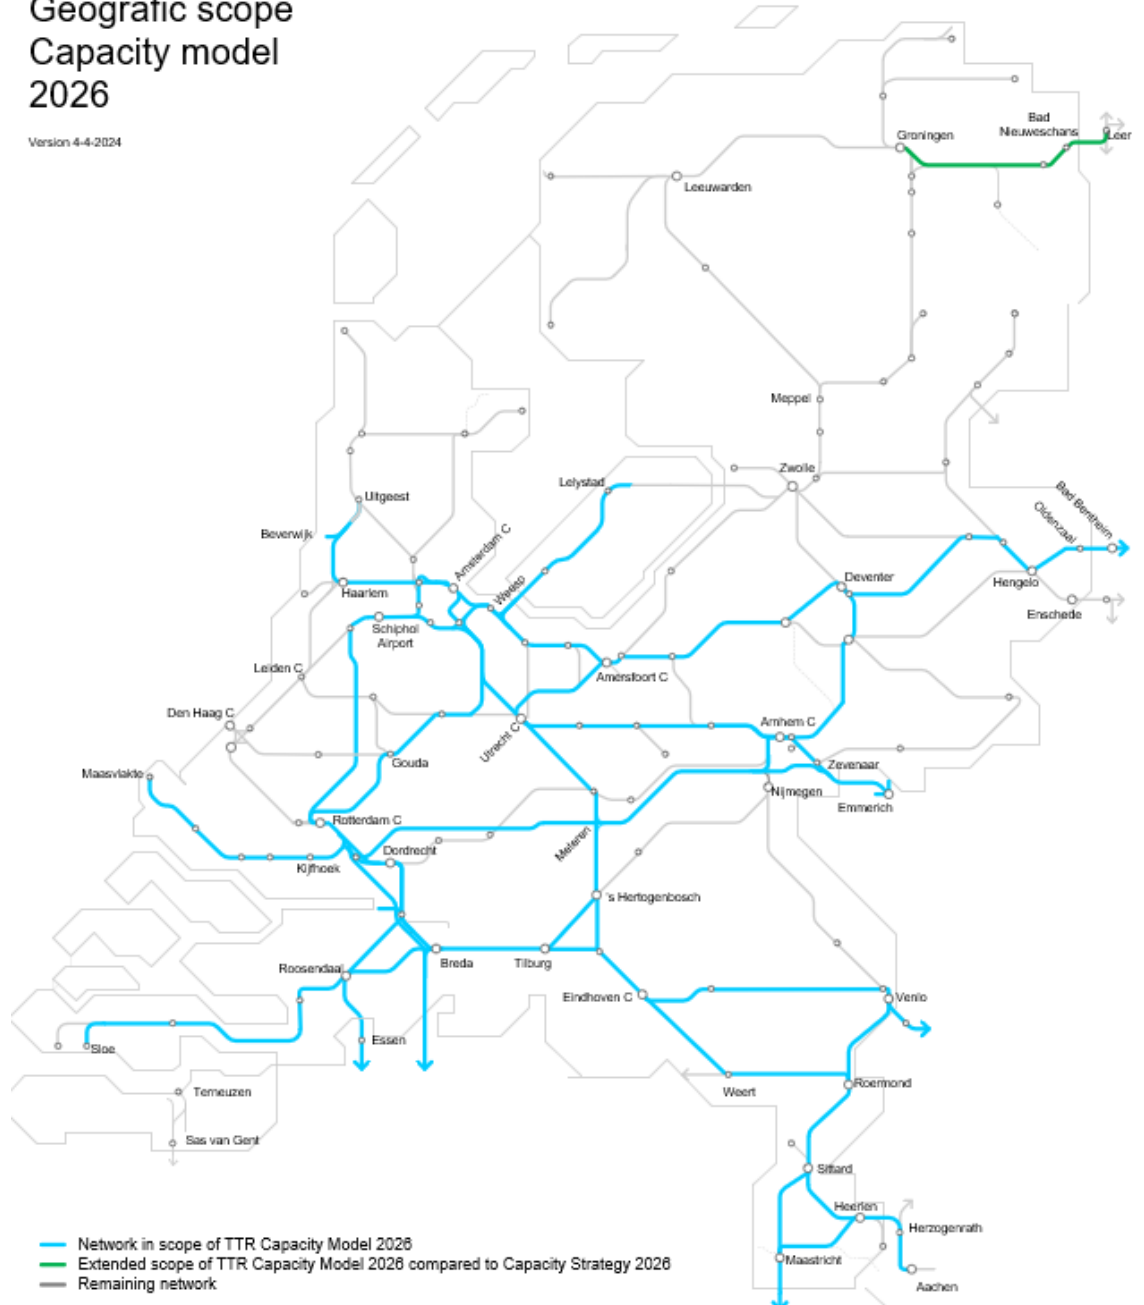 Geografic scope
Capacity model
2026
Version 4-4-2024
Groningen
Bad
Nieuweschans
Leer
Leeuwarden
Meppel
Zwolle
Lelystad
Uitgeest
Beverwijk
Amsterdam C
Weesp
Haarlem
Schiphol
Airport
Deventer
Oldenzaal
Bad Bentheim
Hengelo
Enschede
Leiden C
Amersfoort C
Den Haag C
Utrecht C
Arnhem C
Gouda
Zevenaar
Maasvlakte
Nijmegen
Emmerich
Rotterdam C
Dordrecht
Meteren
Kijfhoek
's Hertogenbosch
Roosendaal
Breda
Tilburg
Eindhoven C
Venlo
Sloe
Essen
Terneuzen
Weert
Roermond
Sas van Gent
Sittard
Heerlen
Herzogenrath
Maastricht
Aachen
Network in scope of TTR Capacity Model 2026
Extended scope of TTR Capacity Model 2026 compared to Capacity Strategy 2026
Remaining network